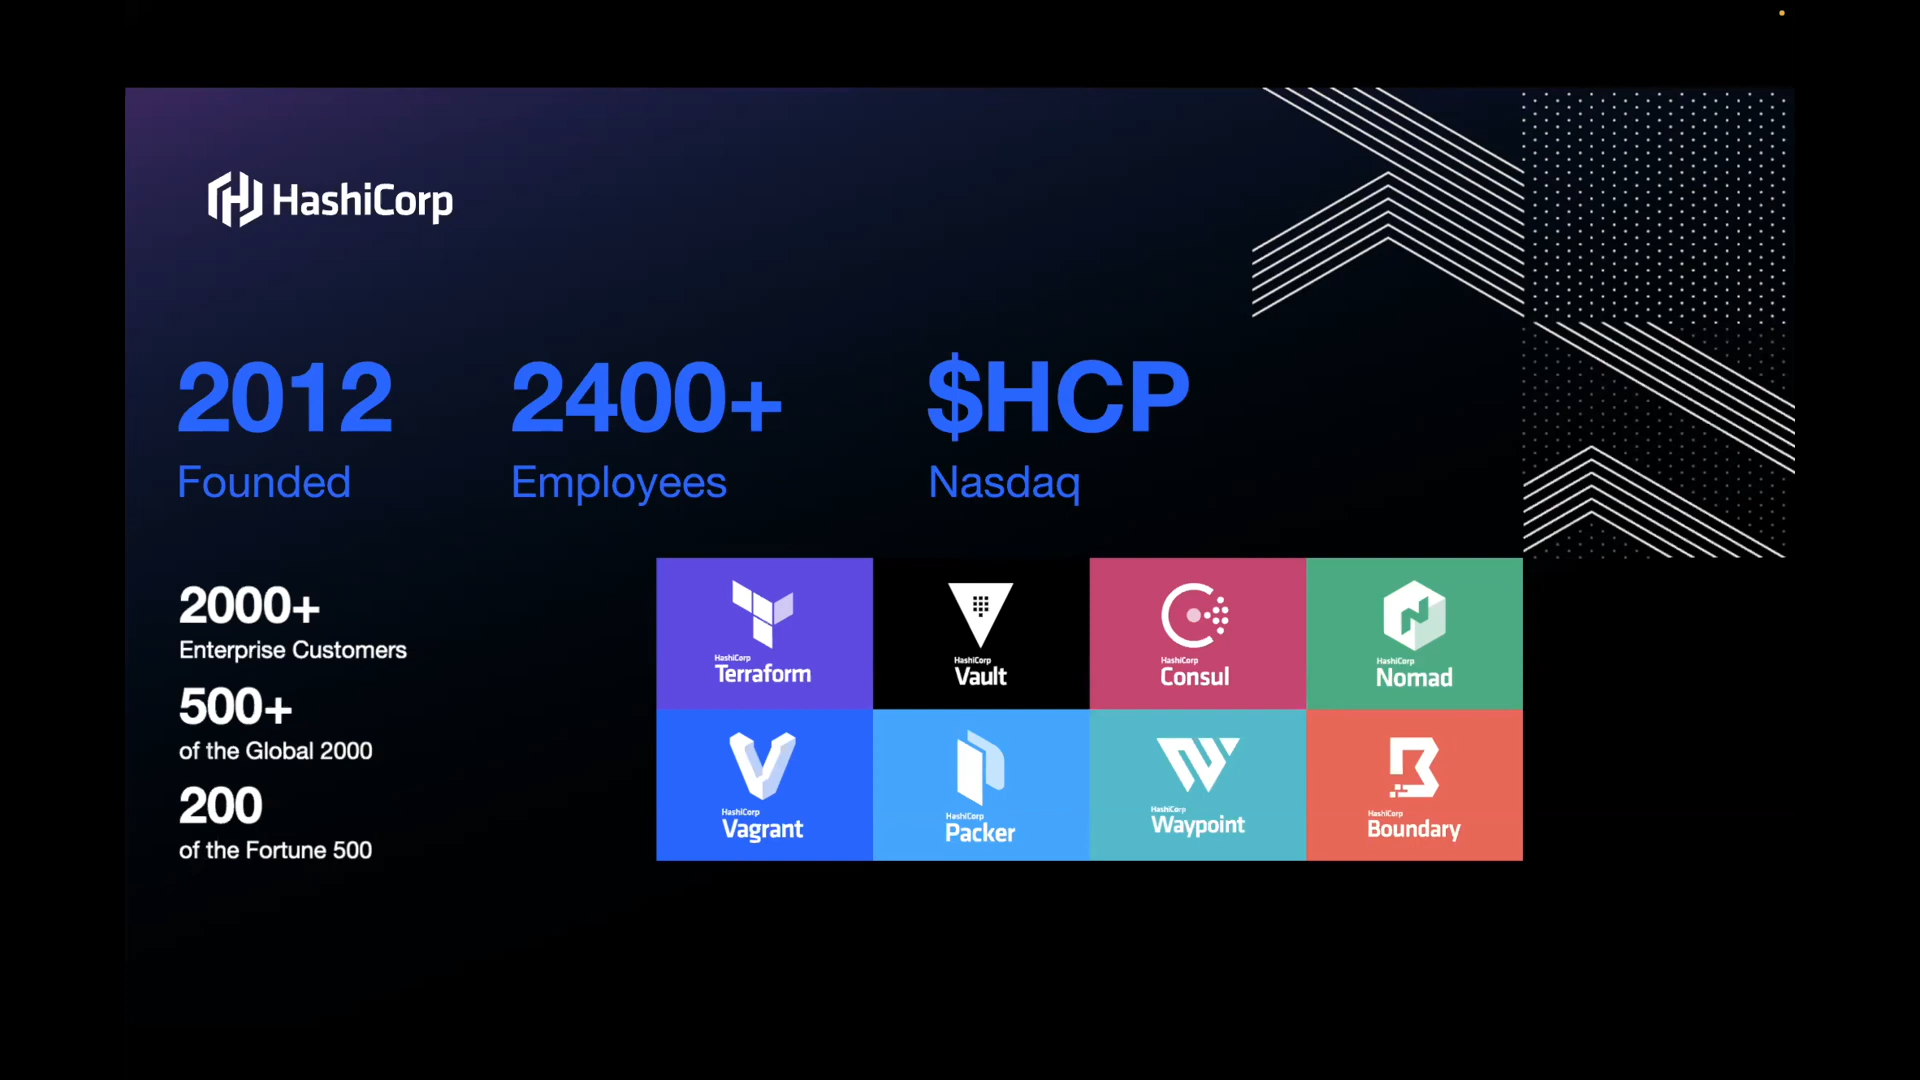 HashiCorp
2012
Founded
2400+
Employees
$HCP
Nasdaq
2000+
Enterprise Customers
500+
of the Global 2000
200
of the Fortune 500
HashiCorp
Terraform
HashiCorp
Vault
HashiCorp
Consul
HashiCorp
Nomad
HashiCorp
Vagrant
HashiCorp
Packer
HashiCorp
Waypoint
HashiCorp
Boundary